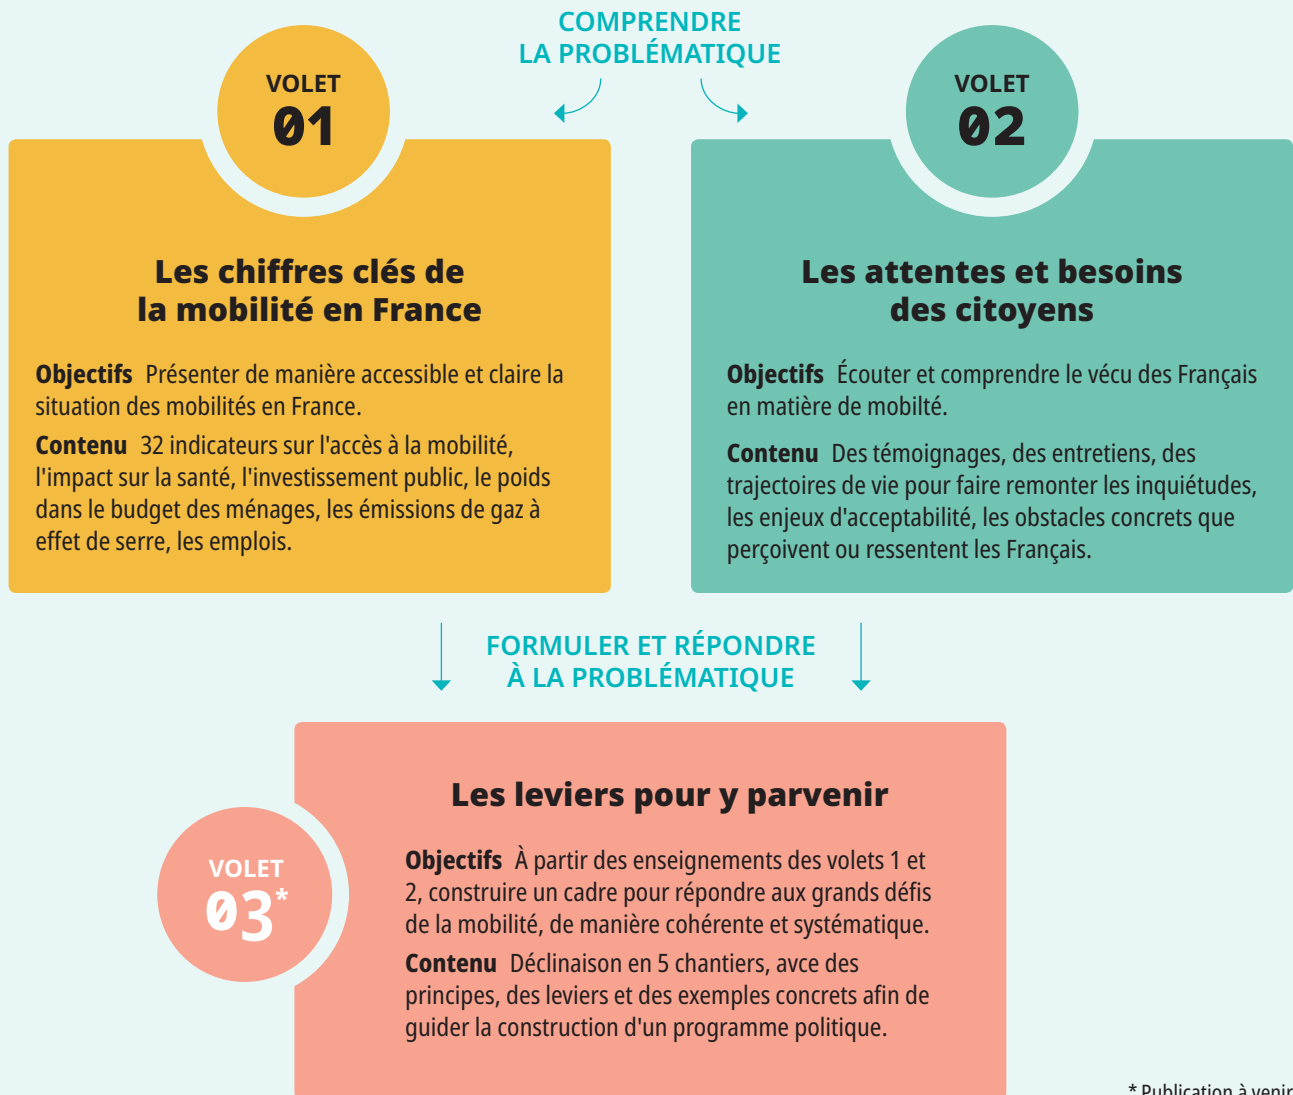 COMPRENDRE
LA PROBLÉMATIQUE
VOLET
01
Les chiffres clés de
la mobilité en France
Objectifs Présenter de manière accessible et claire la
situation des mobilités en France.
Contenu 32 indicateurs sur l'accès à la mobilité,
l'impact sur la santé, l'investissement public, le poids
dans le budget des ménages, les émissions de gaz à
effet de serre, les emplois.
VOLET
02
Les attentes et besoins
des citoyens
Objectifs Écouter et comprendre le vécu des Français
en matière de mobilté.
Contenu Des témoignages, des entretiens, des
trajectoires de vie pour faire remonter les inquiétudes,
les enjeux d'acceptabilité, les obstacles concrets que
perçoivent ou ressentent les Français.
FORMULER ET RÉPONDRE
À LA PROBLÉMATIQUE
VOLET
03*
Les leviers pour y parvenir
Objectifs À partir des enseignements des volets 1 et
2, construire un cadre pour répondre aux grands défis
de la mobilité, de manière cohérente et systématique.
Contenu Déclinaison en 5 chantiers, avce des
principes, des leviers et des exemples concrets afin de
guider la construction d'un programme politique.
* Publication à venir